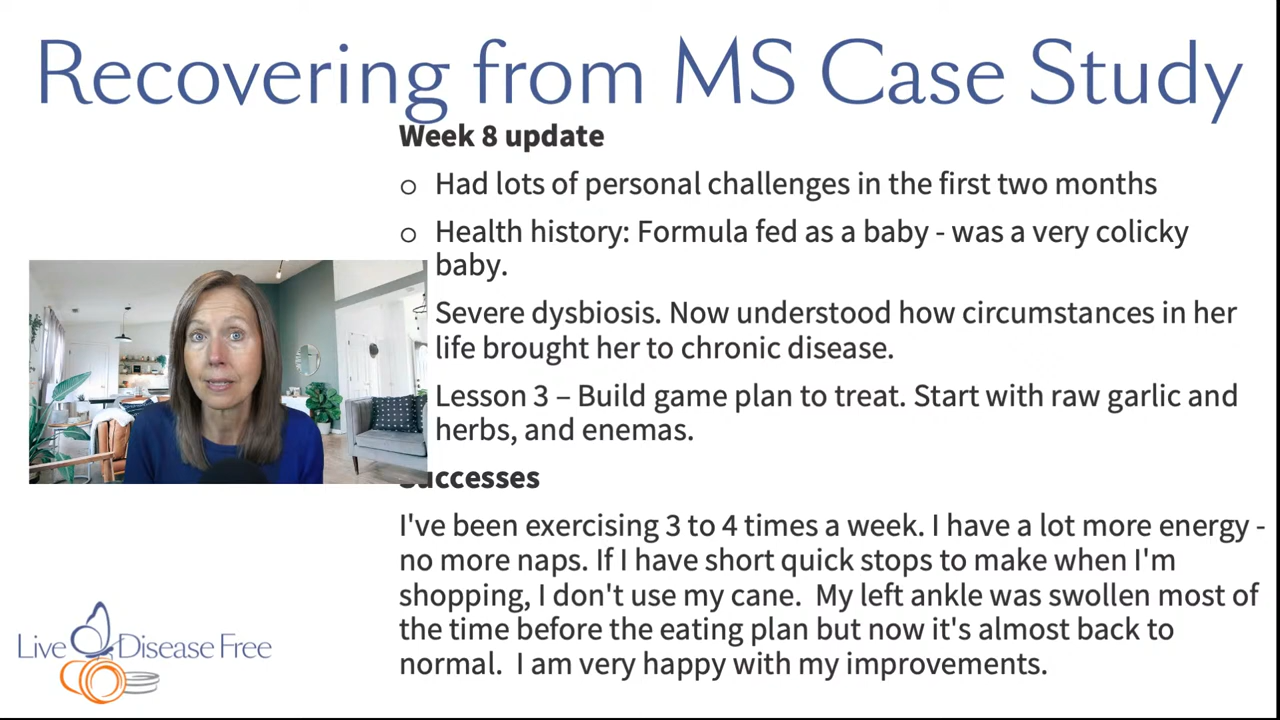 Recovering from MS Case Study
Week 8 update
Had lots of personal challenges in the first two months
Health history: Formula fed as a baby - was a very colicky
baby.
Severe dysbiosis. Now understood how circumstances in her
life brought her to chronic disease.
Lesson 3 – Build game plan to treat. Start with raw garlic and
herbs, and enemas.
Successes
I've been exercising 3 to 4 times a week. I have a lot more energy -
no more naps. If I have short quick stops to make when I'm
shopping, I don't use my cane.  My left ankle was swollen most of
the time before the eating plan but now it's almost back to
normal.  I am very happy with my improvements.
Live Disease Free